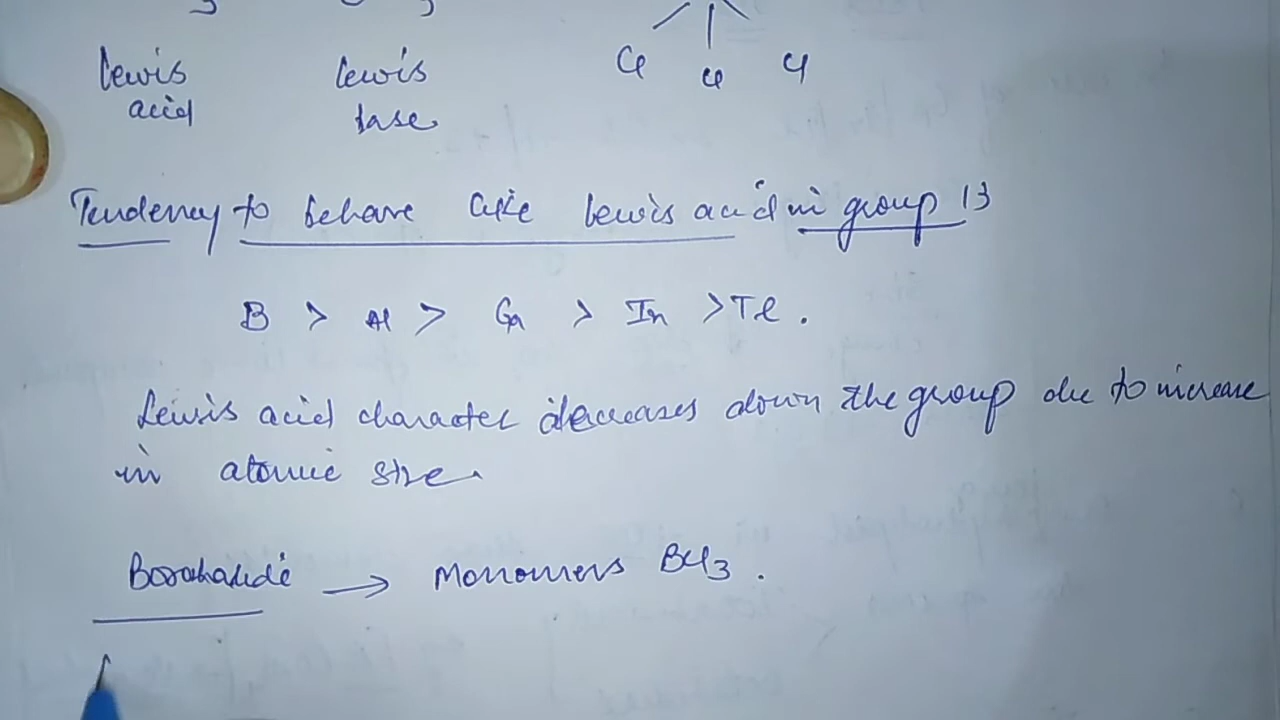 Cl Cl Cl
Lewis Lewis
acid base
Tendency to behave like Lewis acid in group 13
B > Al > Ga > In > Tl.
Lewis acid character decreases down the group due to increase
in atomic size.
Boronhalide → Monomers BCl3.